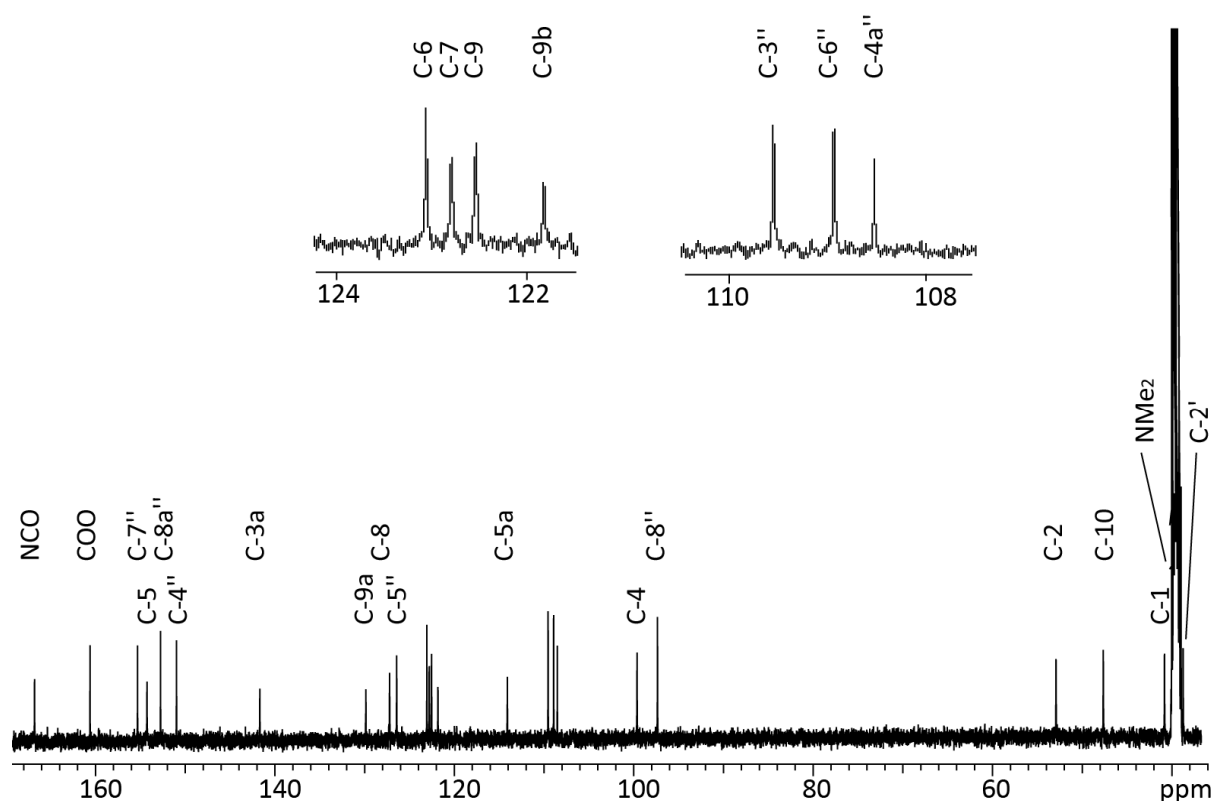 C-6 C-7 C-9 C-9b C-3" C-6" C-4a"
124 122 110 108
NMe2 C-2'
NCO COO C-7" C-8a" C-3a C-8 C-5a C-8" C-2 C-10
C-5 C-4" C-9a C-5" C-4 C-1
160 140 120 100 80 60 ppm